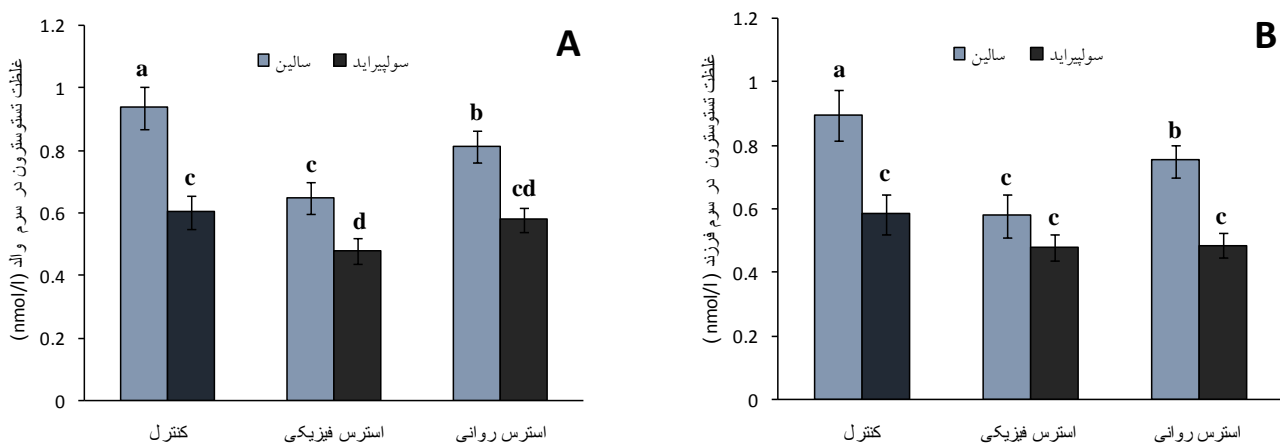 A
غلظت تستوسترون در سرم والد (nmol/l)
1.2
1
0.8
0.6
0.4
0.2
0
سالین
سولپیراید
a
c
c
d
b
cd
کنترل
استرس فیزیکی
استرس روانی
B
غلظت تستوسترون در سرم فرزند (nmol/l)
1.2
1
0.8
0.6
0.4
0.2
0
سالین
سولپیراید
a
c
c
c
b
c
کنترل
استرس فیزیکی
استرس روانی